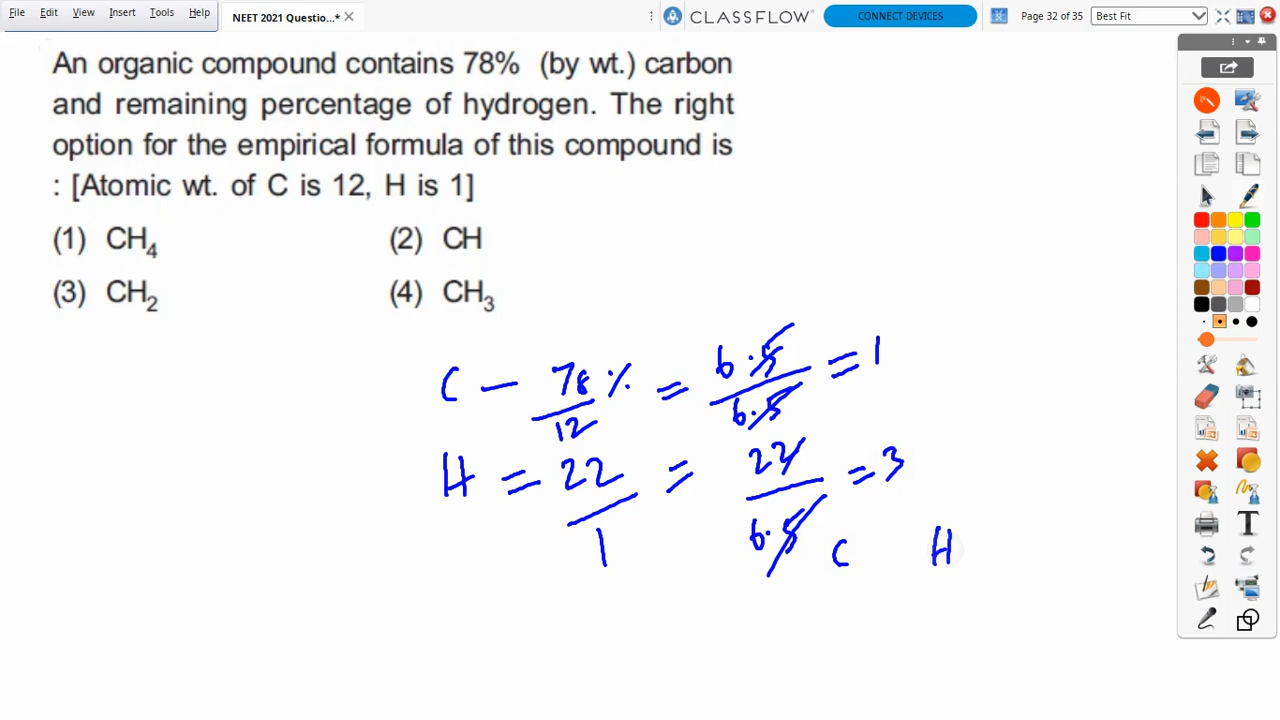 File Edit View Insert Tools Help NEET 2021 Questio...* CLASSFLOW CONNECT DEVICES Page 32 of 35 Best Fit
An organic compound contains 78% (by wt.) carbon
and remaining percentage of hydrogen. The right
option for the empirical formula of this compound is
: [Atomic wt. of C is 12, H is 1]
(1) CH₄ (2) CH
(3) CH₂ (4) CH₃
C — 78% / 12 = 6.5 / 6.5 = 1
H = 22 / 1 = 22 / 6.5 = 3
C H